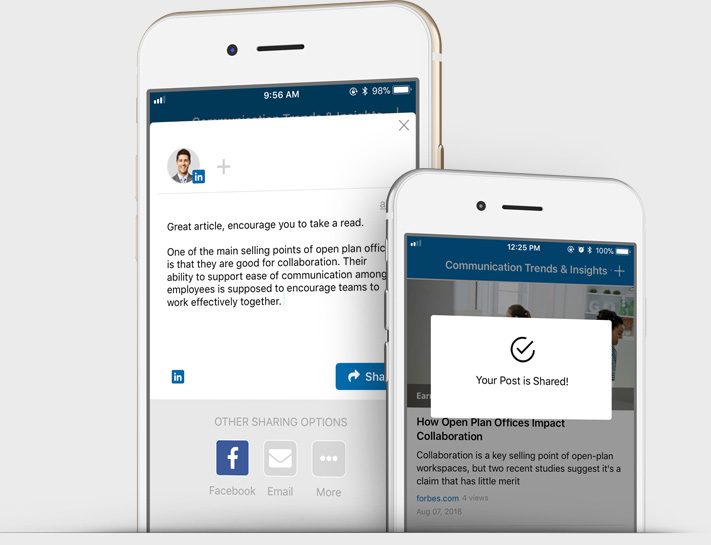 9:56 AM
98%
Communication Trends & Insights
in
Great article, encourage you to take a read.
One of the main selling points of open plan offic
is that they are good for collaboration. Their
ability to support ease of communication among
employees is supposed to encourage teams to
work effectively together.
in
Sha
OTHER SHARING OPTIONS
Facebook
Email
More
12:25 PM
100%
Communication Trends & Insights
Your Post is Shared!
Earn
How Open Plan Offices Impact
Collaboration
Collaboration is a key selling point of open-plan
workspaces, but two recent studies suggest it's a
claim that has little merit
forbes.com 4 views
Aug 07, 2018